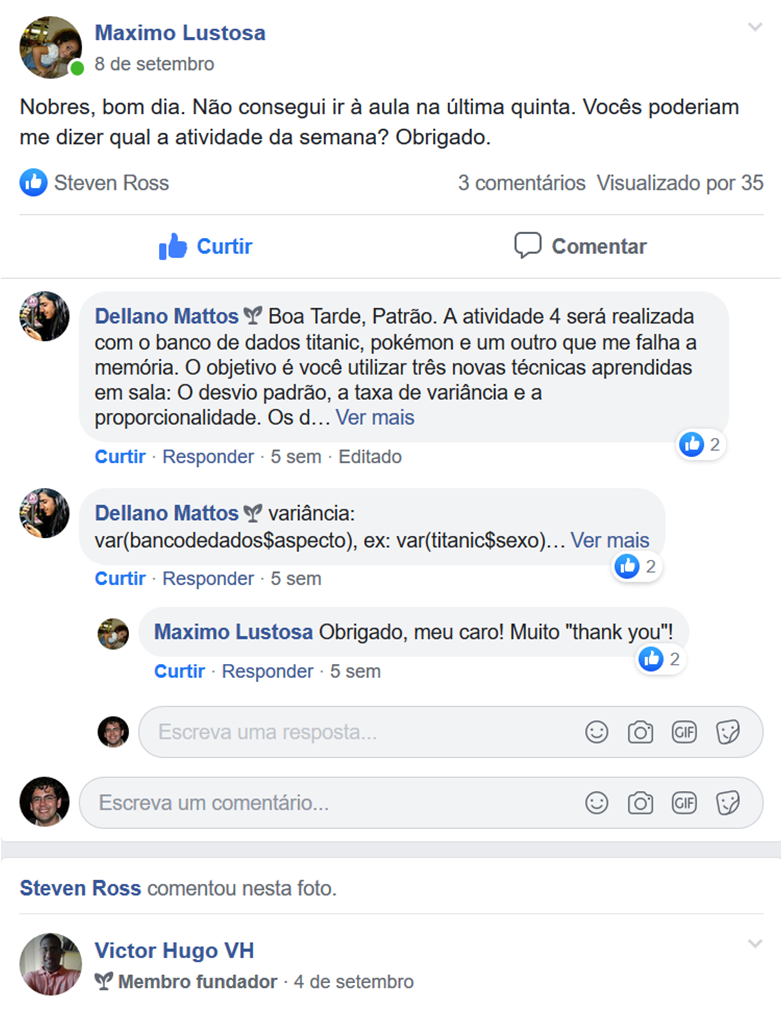 Maximo Lustosa
8 de setembro
Nobres, bom dia. Não consegui ir à aula na última quinta. Vocês poderiam
me dizer qual a atividade da semana? Obrigado.
Steven Ross 3 comentários Visualizado por 35
Curtir Comentar
Dellano Mattos Boa Tarde, Patrão. A atividade 4 será realizada
com o banco de dados titanic, pokémon e um outro que me falha a
memória. O objetivo é você utilizar três novas técnicas aprendidas
em sala: O desvio padrão, a taxa de variância e a
proporcionalidade. Os d... Ver mais
2
Curtir · Responder · 5 sem · Editado
Dellano Mattos variância:
var(bancodedados$aspecto), ex: var(titanic$sexo)... Ver mais
2
Curtir · Responder · 5 sem
Maximo Lustosa Obrigado, meu caro! Muito "thank you"!
2
Curtir · Responder · 5 sem
Escreva uma resposta... GIF
Escreva um comentário... GIF
Steven Ross comentou nesta foto.
Victor Hugo VH
Membro fundador · 4 de setembro